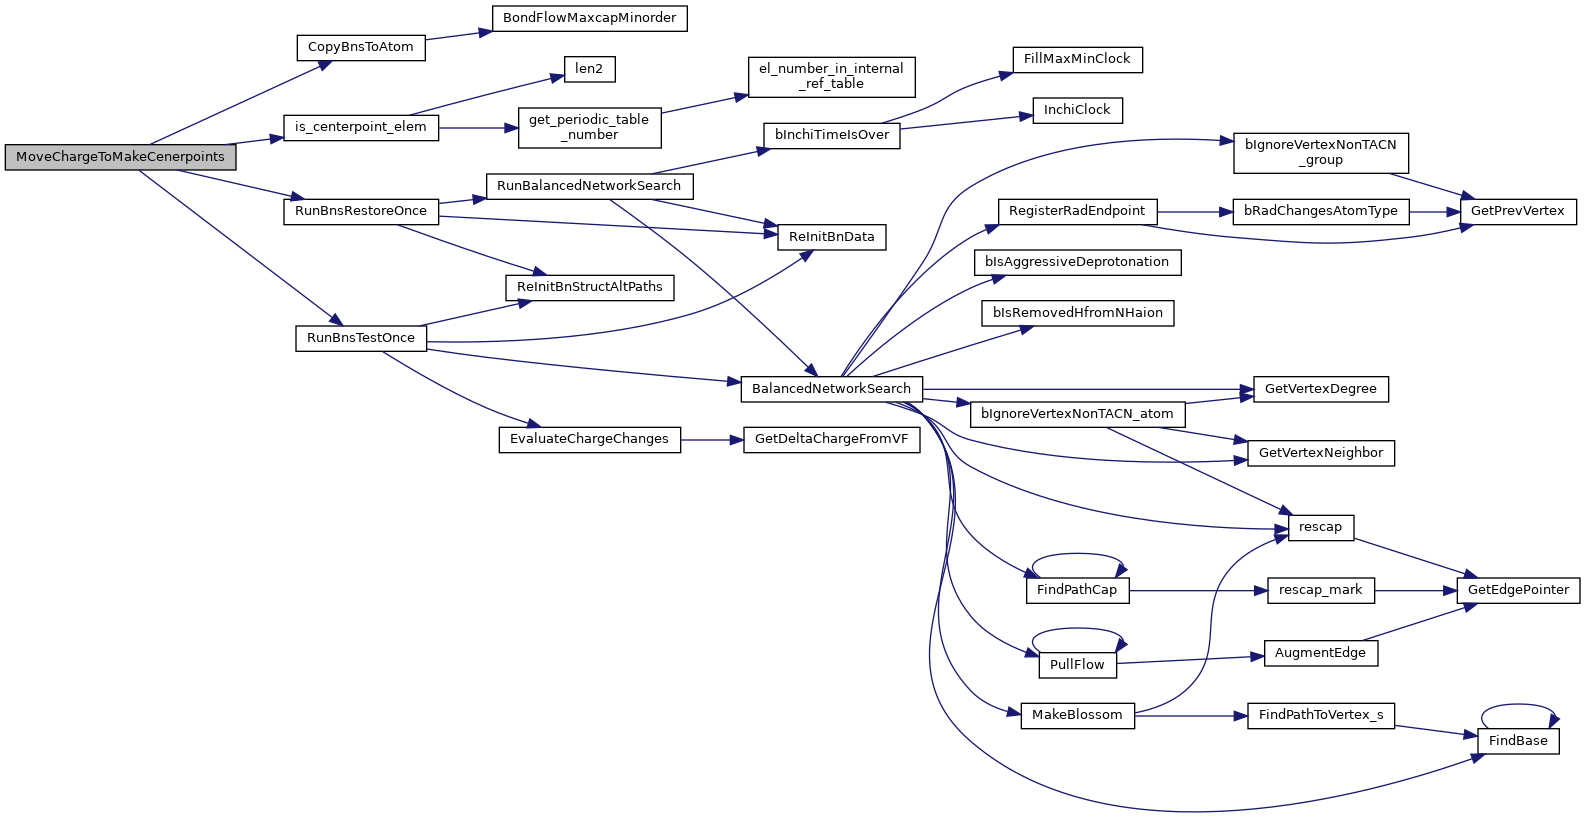 BondFlowMaxcapMinorder
CopyBnsToAtom
FillMaxMinClock
len2
el_number_in_internal
_ref_table
InchiClock
is_centerpoint_elem
get_periodic_table
_number
bInchiTimeIsOver
bIgnoreVertexNonTACN
_group
MoveChargeToMakeCenerpoints
RunBalancedNetworkSearch
RunBnsRestoreOnce
RegisterRadEndpoint
bRadChangesAtomType
GetPrevVertex
ReInitBnData
bIsAggressiveDeprotonation
ReInitBnStructAltPaths
bIsRemovedHfromNHaion
RunBnsTestOnce
BalancedNetworkSearch
GetVertexDegree
bIgnoreVertexNonTACN_atom
EvaluateChargeChanges
GetDeltaChargeFromVF
GetVertexNeighbor
rescap
FindPathCap
rescap_mark
GetEdgePointer
PullFlow
AugmentEdge
MakeBlossom
FindPathToVertex_s
FindBase